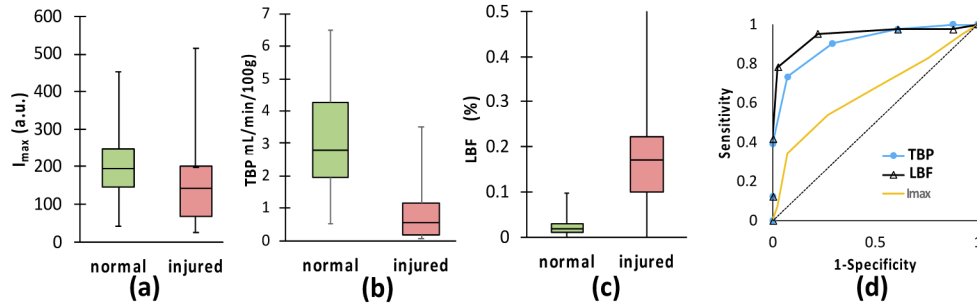 600
500
400
300
200
100
0
Imax (a.u.)
normal injured
(a)
7
6
5
4
3
2
1
0
TBP mL/min/100g)
normal injured
(b)
0.5
0.4
0.3
0.2
0.1
0
LBF (%)
normal injured
(c)
1
0.8
0.6
0.4
0.2
0
Sensitivity
TBP
LBF
Imax
0 0.5 1
1-Specificity
(d)